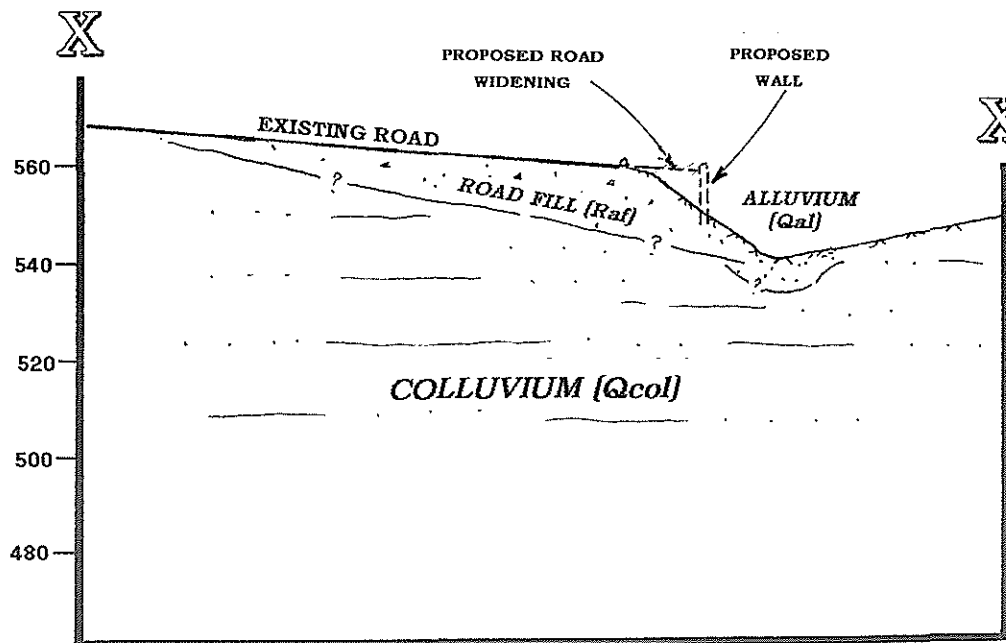 X
PROPOSED ROAD
WIDENING
PROPOSED
WALL
X
EXISTING ROAD
560
?
ROAD FILL (Raf)
ALLUVIUM
(Qal)
?
540
?
520
COLLUVIUM (Qcol)
500
480